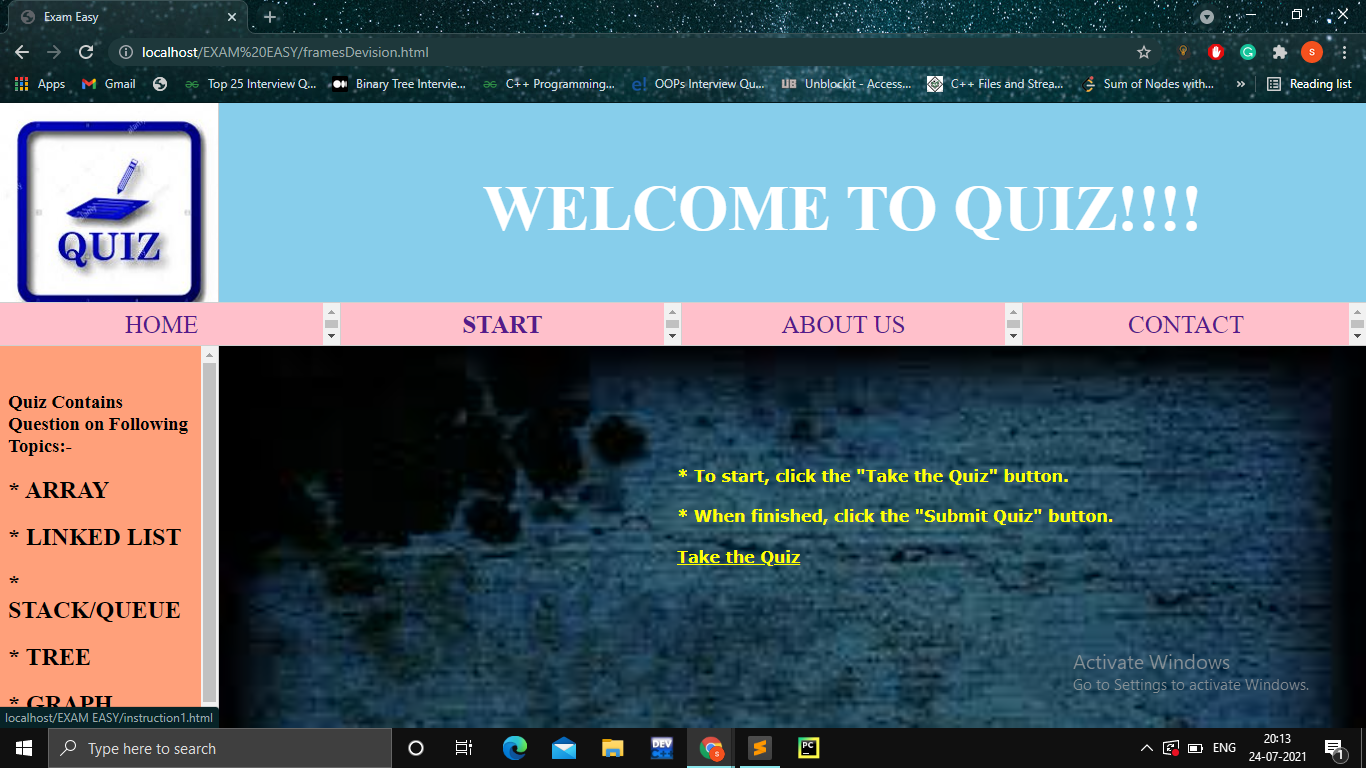 Exam Easy
localhost/EXAM%20EASY/framesDevision.html
S
Apps
Gmail
Top 25 Interview Q...
Binary Tree Intervie...
C++ Programming...
OOPs Interview Qu...
UB
Unblockit - Access...
C++ Files and Strea...
Sum of Nodes with...
»
Reading list
QUIZ
WELCOME TO QUIZ!!!!
HOME
START
ABOUT US
CONTACT
Quiz Contains
Question on Following
Topics:-
* ARRAY
* LINKED LIST
*
STACK/QUEUE
* TREE
* GRAPH
* To start, click the "Take the Quiz" button.
* When finished, click the "Submit Quiz" button.
Take the Quiz
Activate Windows
Go to Settings to activate Windows.
localhost/EXAM EASY/instruction1.html
Type here to search
DEV
S
PC
ENG
20:13
24-07-2021
1